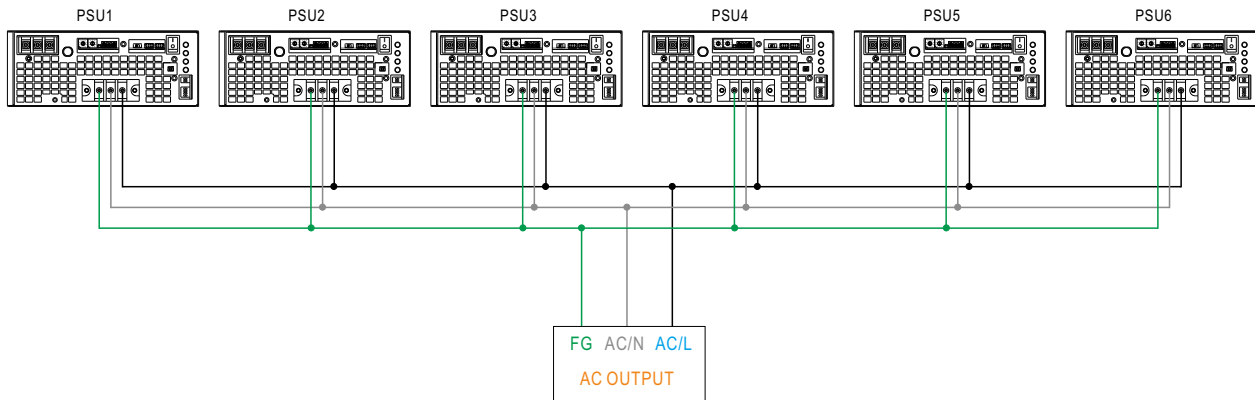 PSU1 PSU2 PSU3 PSU4 PSU5 PSU6
FG AC/N AC/L
AC OUTPUT